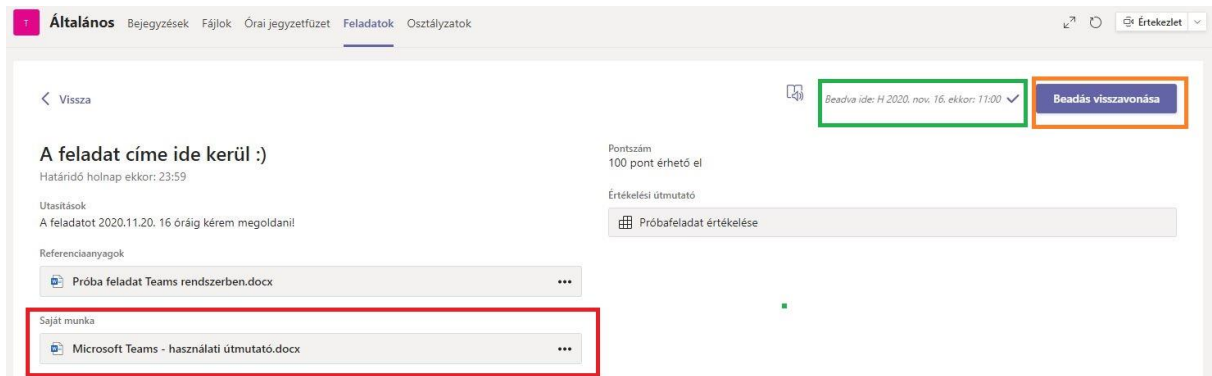 T Általános Bejegyzések Fájlok Órai jegyzetfüzet Feladatok Osztályzatok Értekezlet
Vissza
Beadva ide: H 2020. nov. 16. ekkor: 11:00
Beadás visszavonása
A feladat címe ide kerül :)
Határidő holnap ekkor: 23:59
Utasítások
A feladatot 2020.11.20. 16 óráig kérem megoldani!
Referenciaanyagok
Próba feladat Teams rendszerben.docx
Saját munka
Microsoft Teams - használati útmutató.docx
Pontszám
100 pont érhető el
Értékelési útmutató
Próbafeladat értékelése